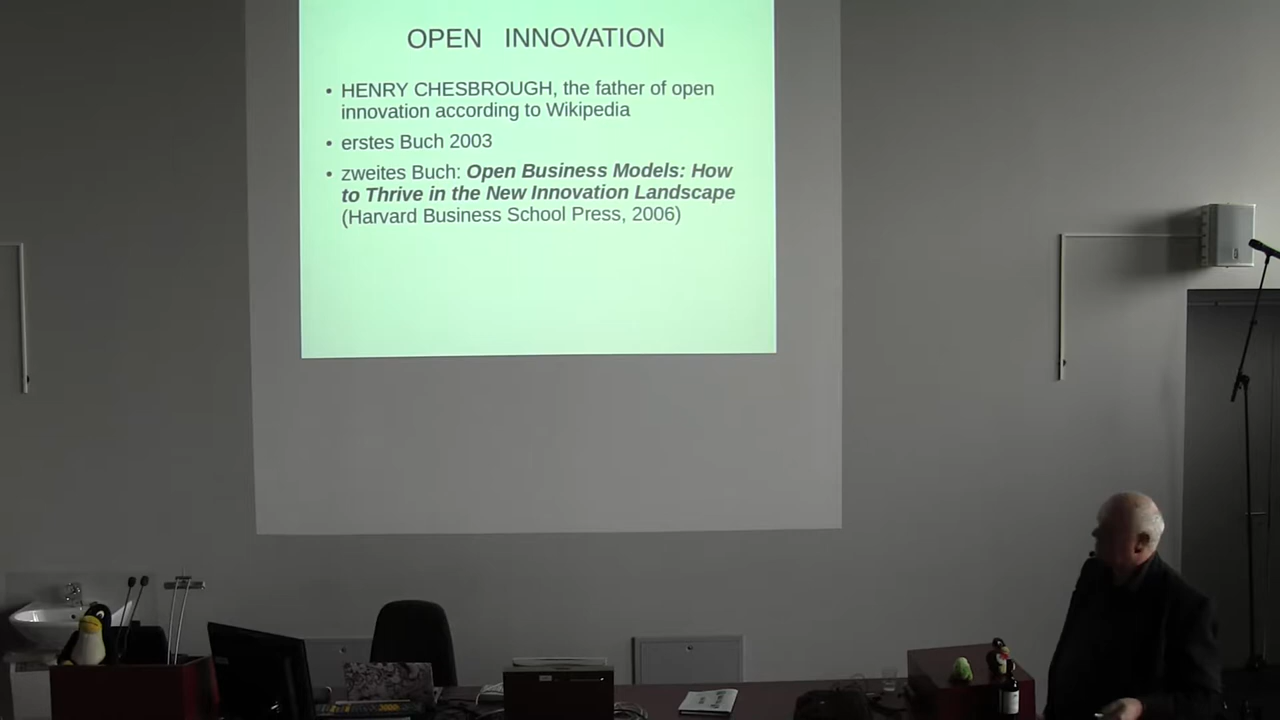 OPEN INNOVATION
• HENRY CHESBROUGH, the father of open
innovation according to Wikipedia
• erstes Buch 2003
• zweites Buch: Open Business Models: How
to Thrive in the New Innovation Landscape
(Harvard Business School Press, 2006)